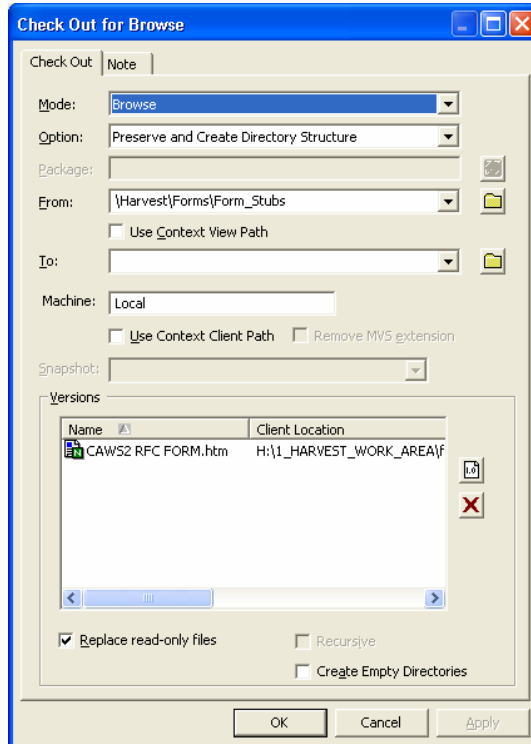 Check Out for Browse
Check Out Note
Mode: Browse
Option: Preserve and Create Directory Structure
Package:
From: \Harvest\Forms\Form_Stubs
Use Context View Path
To:
Machine: Local
Use Context Client Path Remove MVS extension
Snapshot:
Versions
Name Client Location
CAWS2 RFC FORM.htm H:\1_HARVEST_WORK_AREA\f
1.0
Replace read-only files Recursive
Create Empty Directories
OK Cancel Apply